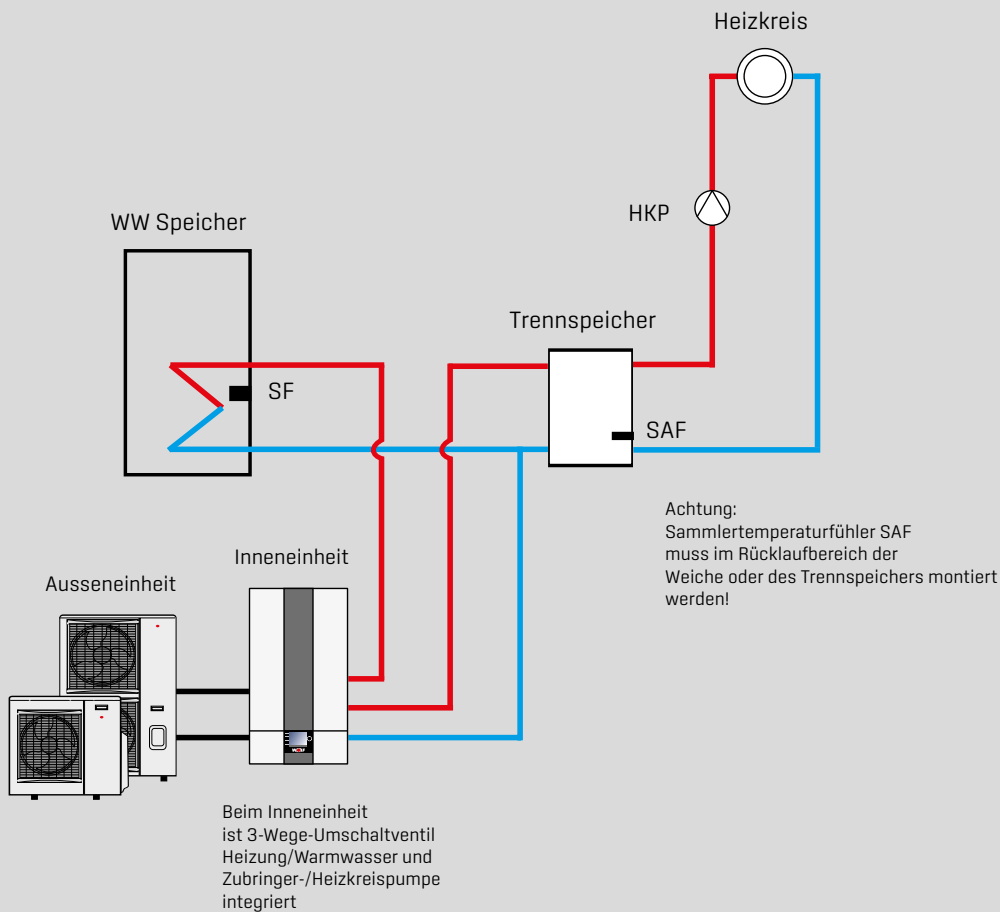 Heizkreis
HKP
WW Speicher
Trennspeicher
SF
SAF
Achtung:
Sammlertemperaturfühler SAF
muss im Rücklaufbereich der
Weiche oder des Trennspeichers montiert
werden!
Inneneinheit
Ausseneinheit
WOLF
Beim Inneneinheit
ist 3-Wege-Umschaltventil
Heizung/Warmwasser und
Zubringer-/Heizkreispumpe
integriert